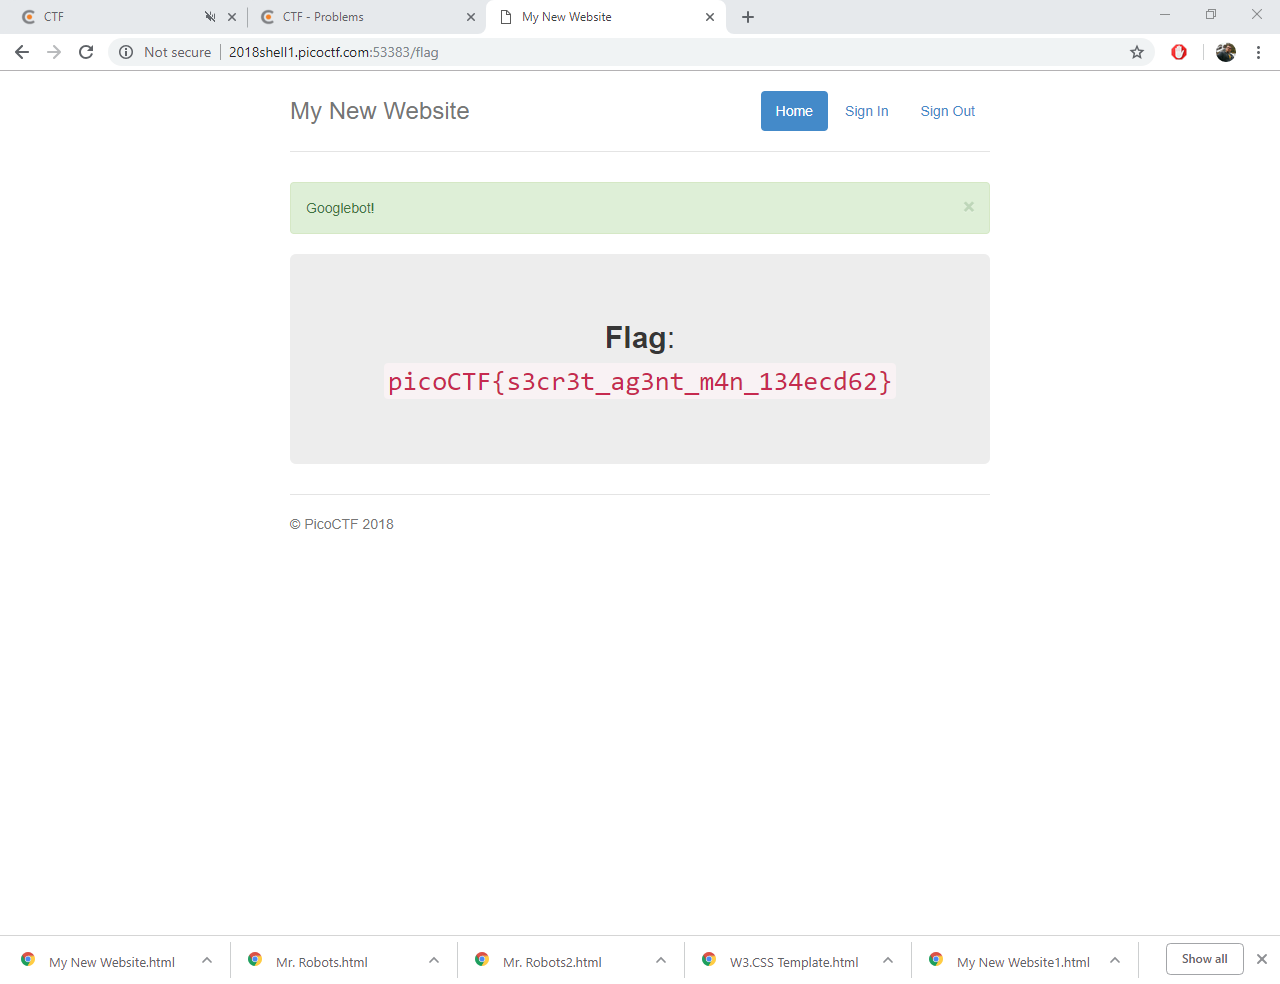 CTF
CTF - Problems
My New Website
Not secure
2018shell1.picoctf.com:53383/flag
My New Website
Home
Sign In
Sign Out
Googlebot!
×
Flag:
picoCTF{s3cr3t_ag3nt_m4n_134ecd62}
© PicoCTF 2018
My New Website.html
Mr. Robots.html
Mr. Robots2.html
W3.CSS Template.html
My New Website1.html
Show all